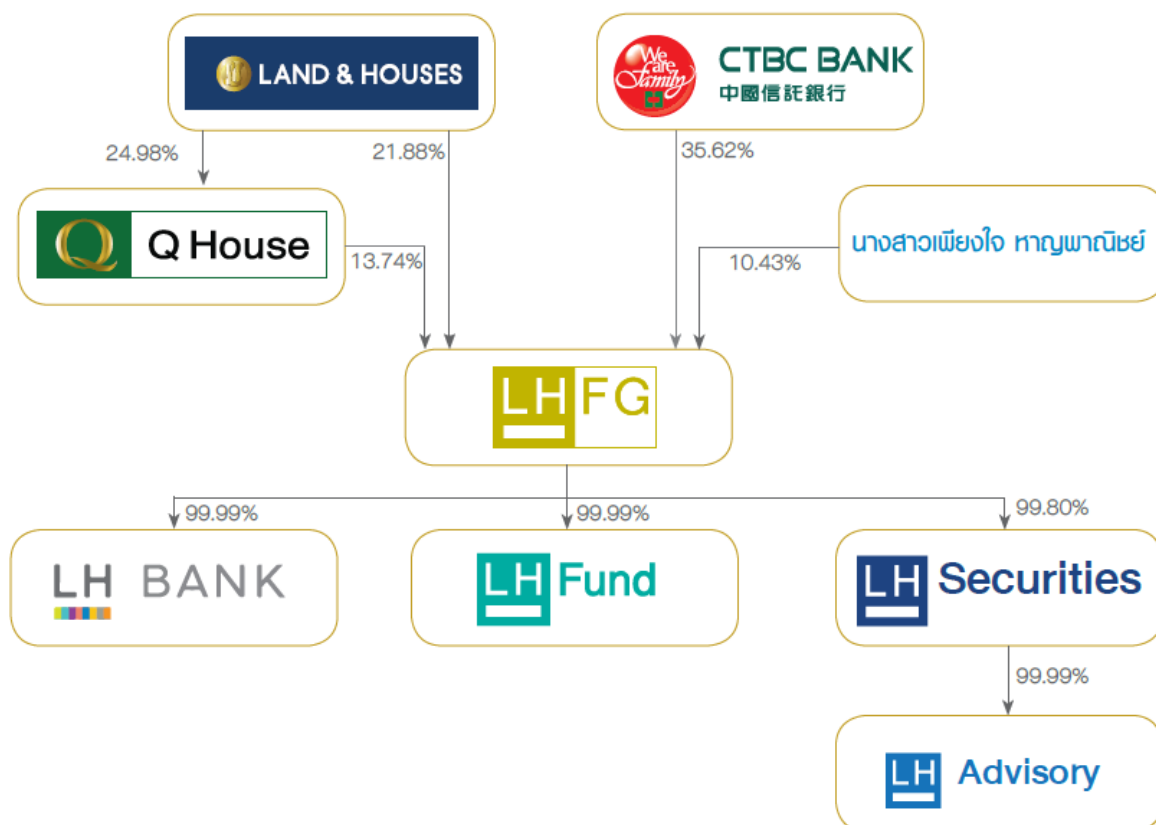 LAND & HOUSES
We are Family
CTBC BANK
中國信託銀行
24.98%
21.88%
35.62%
Q Q House
นางสาวเพียงใจ หาญพาณิชย์
13.74%
10.43%
LH FG
99.99%
99.99%
99.80%
LH BANK
LH Fund
LH Securities
99.99%
LH Advisory